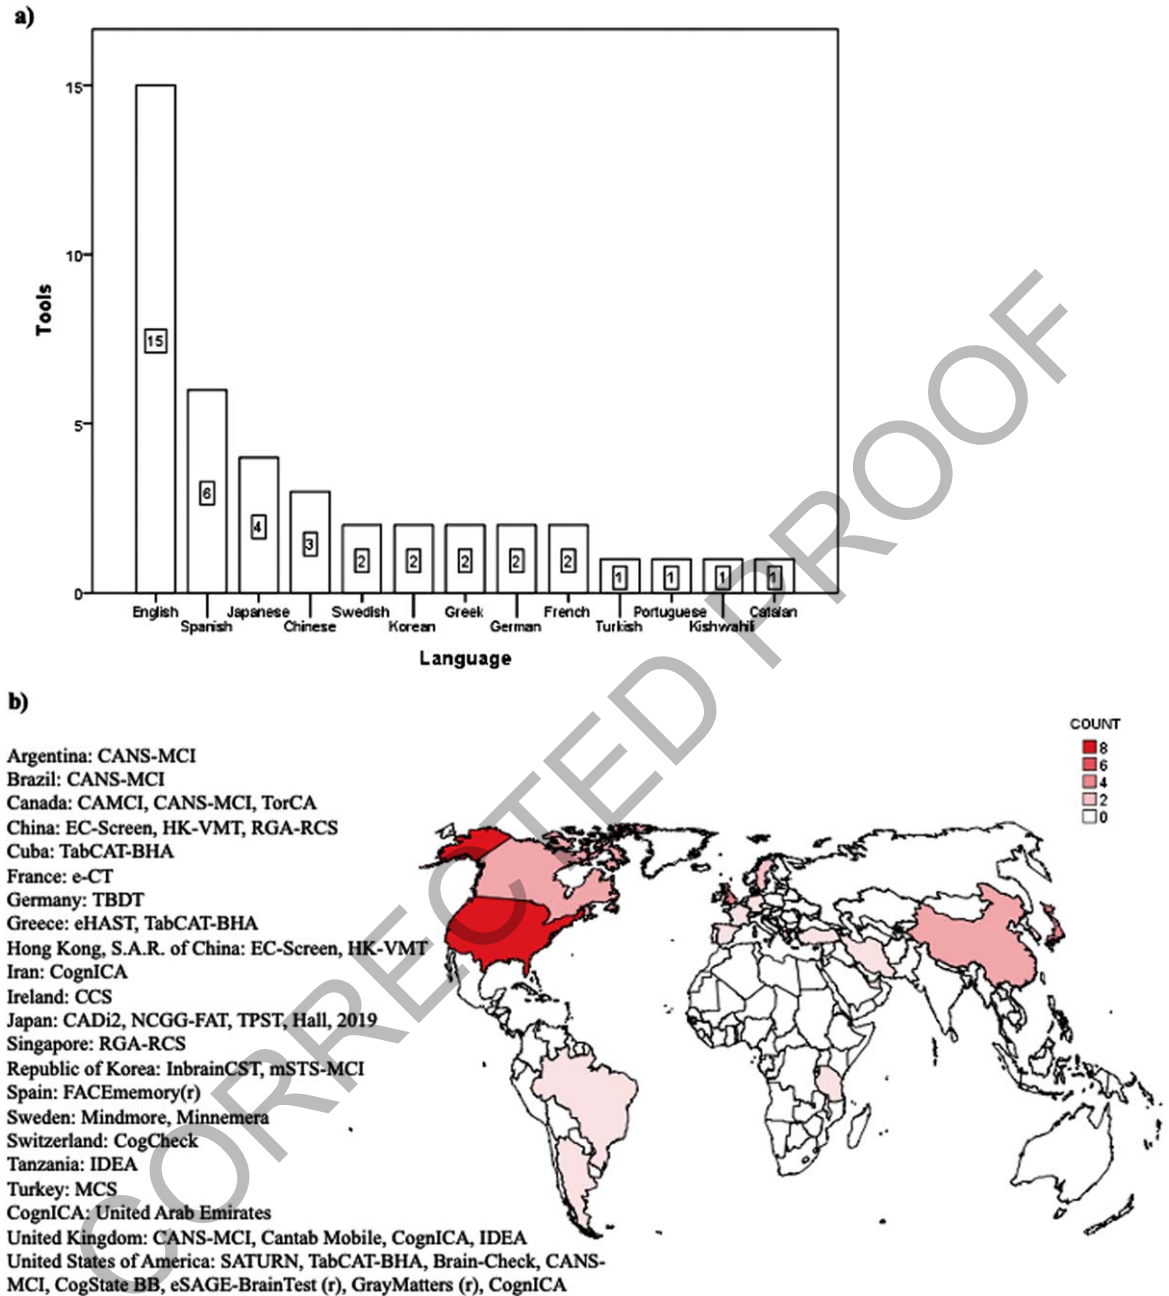 a)
15
10
5
0
Tools
15
6
4
3
2
2
2
2
2
1
1
1
1
English
Spanish
Japanese
Chinese
Swedish
Korean
Greek
German
French
Turkish
Portuguese
Kishwahili
Catalan
Language
b)
COUNT
8
6
4
2
0
Argentina: CANS-MCI
Brazil: CANS-MCI
Canada: CAMCI, CANS-MCI, TorCA
China: EC-Screen, HK-VMT, RGA-RCS
Cuba: TabCAT-BHA
France: e-CT
Germany: TBDT
Greece: eHAST, TabCAT-BHA
Hong Kong, S.A.R. of China: EC-Screen, HK-VMT
Iran: CognICA
Ireland: CCS
Japan: CADi2, NCGG-FAT, TPST, Hall, 2019
Singapore: RGA-RCS
Republic of Korea: InbrainCST, mSTS-MCI
Spain: FACEmemory(r)
Sweden: Mindmore, Minnemera
Switzerland: CogCheck
Tanzania: IDEA
Turkey: MCS
CognICA: United Arab Emirates
United Kingdom: CANS-MCI, Cantab Mobile, CognICA, IDEA
United States of America: SATURN, TabCAT-BHA, Brain-Check, CANS-
MCI, CogState BB, eSAGE-BrainTest (r), GrayMatters (r), CognICA
CORRECTED PROOF